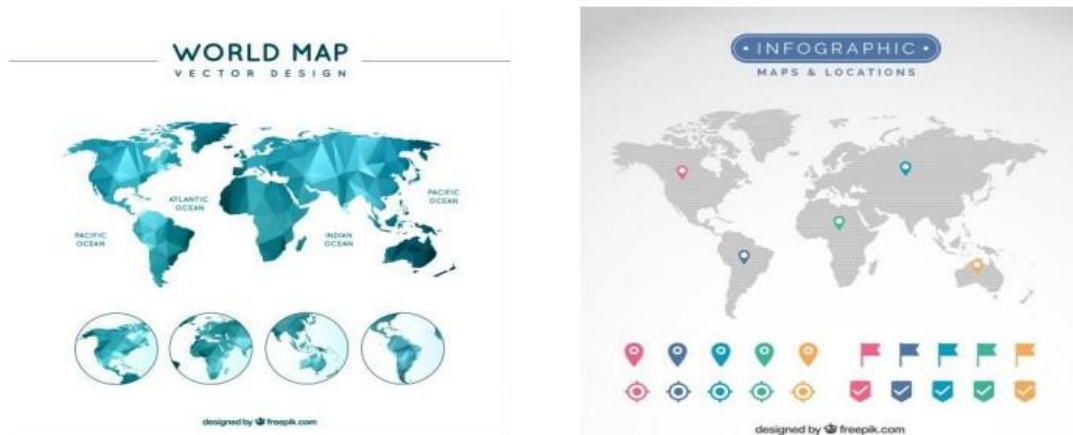 WORLD MAP
VECTOR DESIGN
ATLANTIC
OCEAN
PACIFIC
OCEAN
PACIFIC
OCEAN
INDIAN
OCEAN
designed by freepik.com
INFOGRAPHIC
MAPS & LOCATIONS
designed by freepik.com